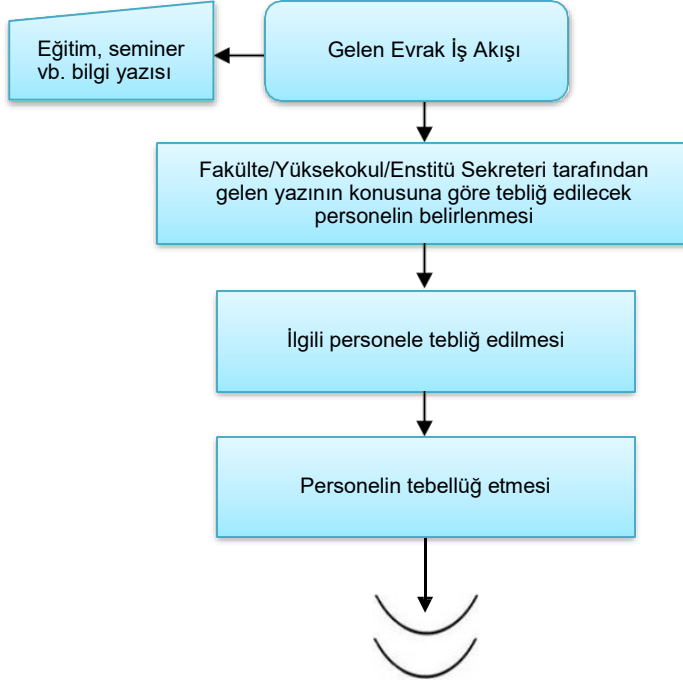 Eğitim, seminer
vb. bilgi yazısı
Gelen Evrak İş Akışı
Fakülte/Yüksekokul/Enstitü Sekreteri tarafından
gelen yazının konusuna göre tebliğ edilecek
personelin belirlenmesi
İlgili personele tebliğ edilmesi
Personelin tebellüğ etmesi